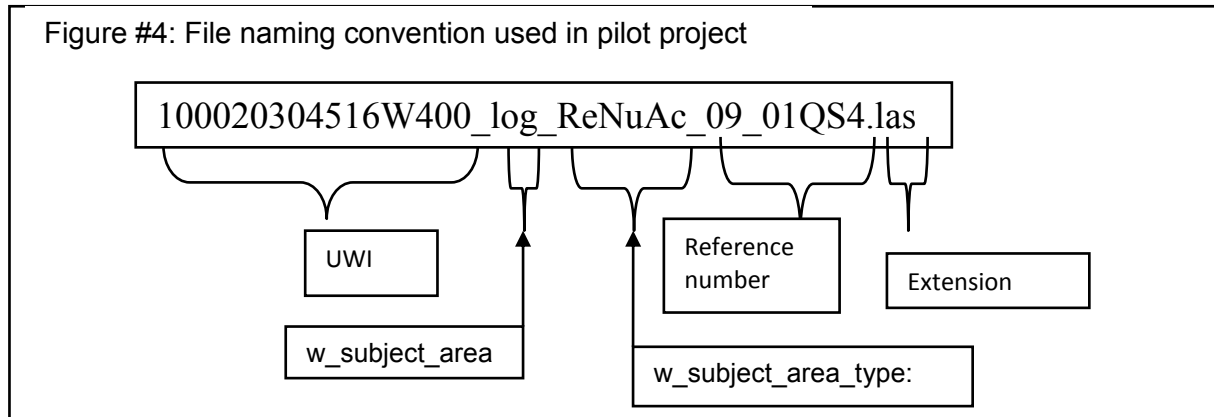 Figure #4: File naming convention used in pilot project
100020304516W400_log_ReNuAc_09_01QS4.las
UWI
Reference
number
Extension
w_subject_area
w_subject_area_type: